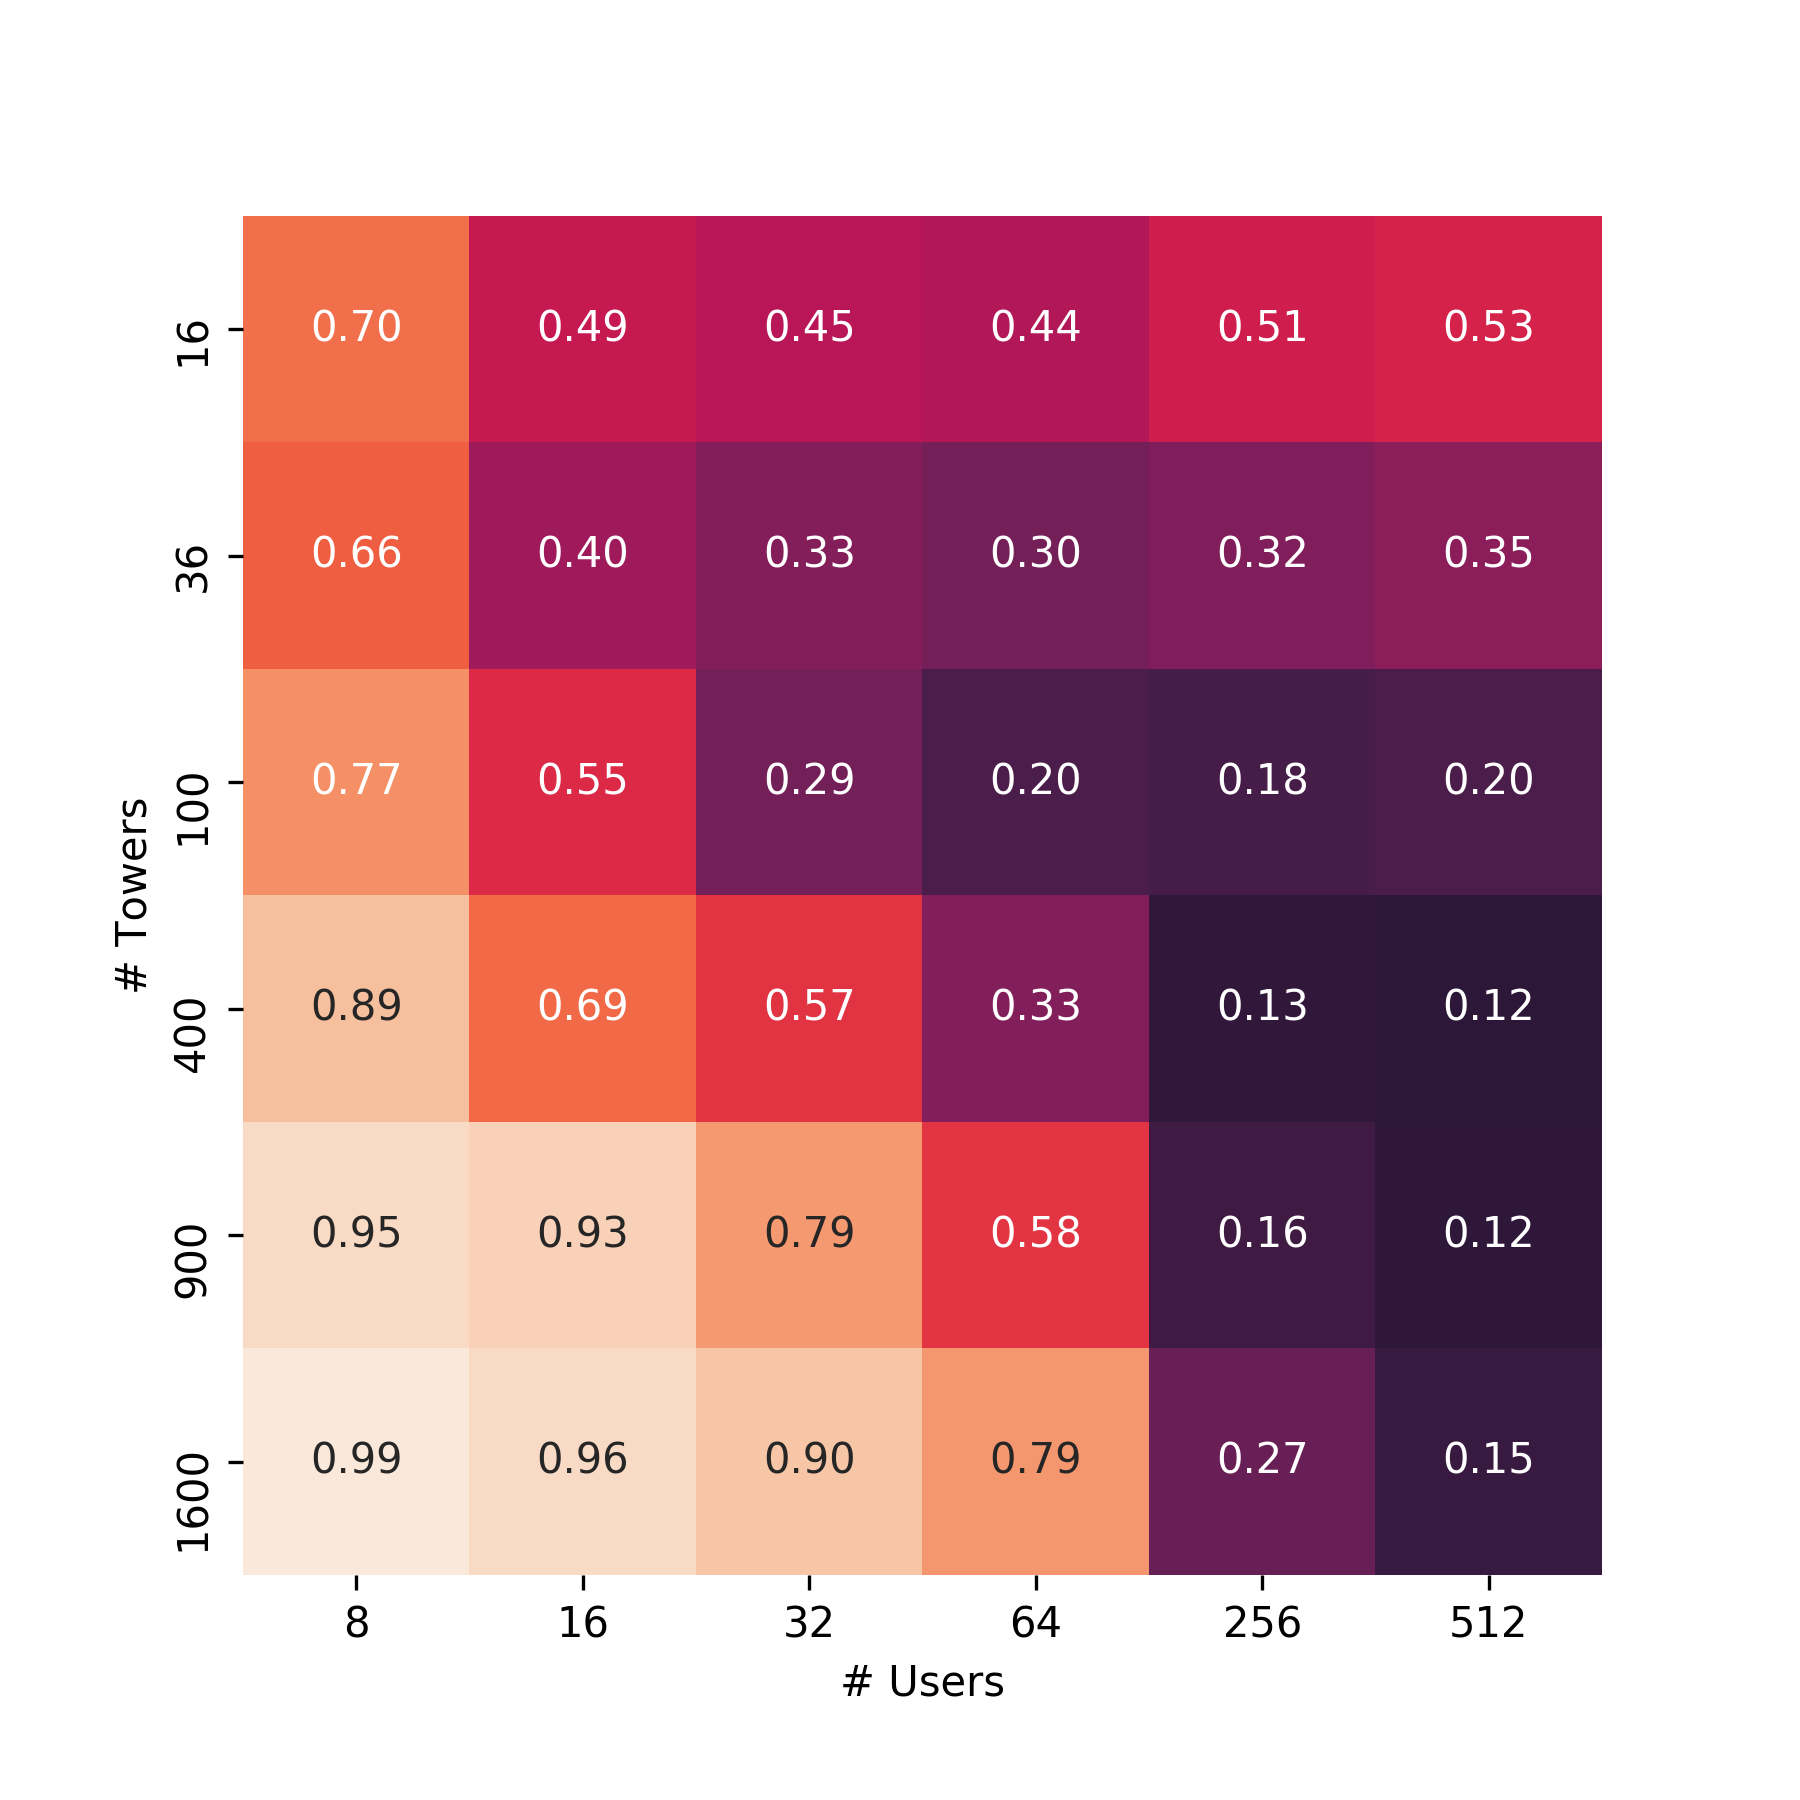 16 0.70 0.49 0.45 0.44 0.51 0.53
36 0.66 0.40 0.33 0.30 0.32 0.35
100 0.77 0.55 0.29 0.20 0.18 0.20
# Towers
400 0.89 0.69 0.57 0.33 0.13 0.12
900 0.95 0.93 0.79 0.58 0.16 0.12
1600 0.99 0.96 0.90 0.79 0.27 0.15
8 16 32 64 256 512
# Users